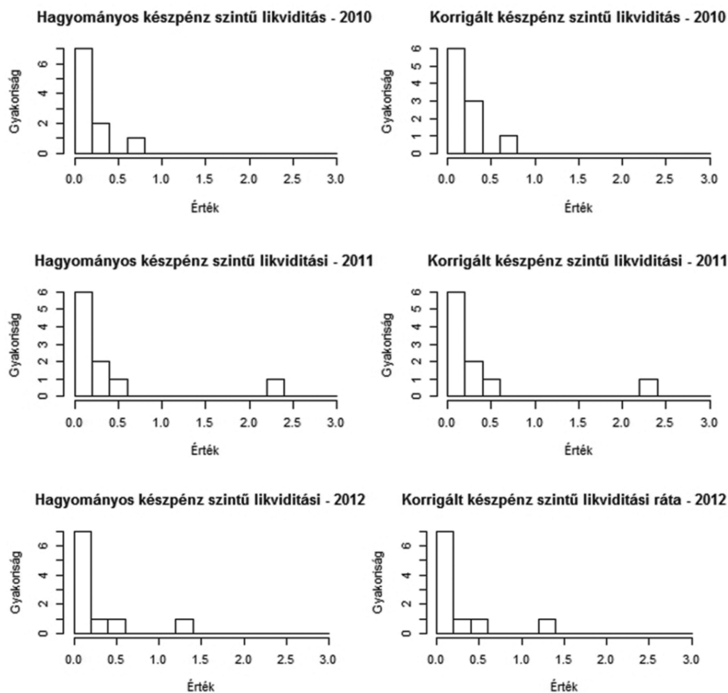 Hagyományos készpénz szintű likviditás - 2010
Gyakoriság
0 2 4 6
0.0 0.5 1.0 1.5 2.0 2.5 3.0
Érték
Korrigált készpénz szintű likviditás - 2010
Gyakoriság
0 1 2 3 4 5 6
0.0 0.5 1.0 1.5 2.0 2.5 3.0
Érték
Hagyományos készpénz szintű likviditási - 2011
Gyakoriság
0 1 2 3 4 5 6
0.0 0.5 1.0 1.5 2.0 2.5 3.0
Érték
Korrigált készpénz szintű likviditási - 2011
Gyakoriság
0 1 2 3 4 5 6
0.0 0.5 1.0 1.5 2.0 2.5 3.0
Érték
Hagyományos készpénz szintű likviditási - 2012
Gyakoriság
0 2 4 6
0.0 0.5 1.0 1.5 2.0 2.5 3.0
Érték
Korrigált készpénz szintű likviditási ráta - 2012
Gyakoriság
0 2 4 6
0.0 0.5 1.0 1.5 2.0 2.5 3.0
Érték